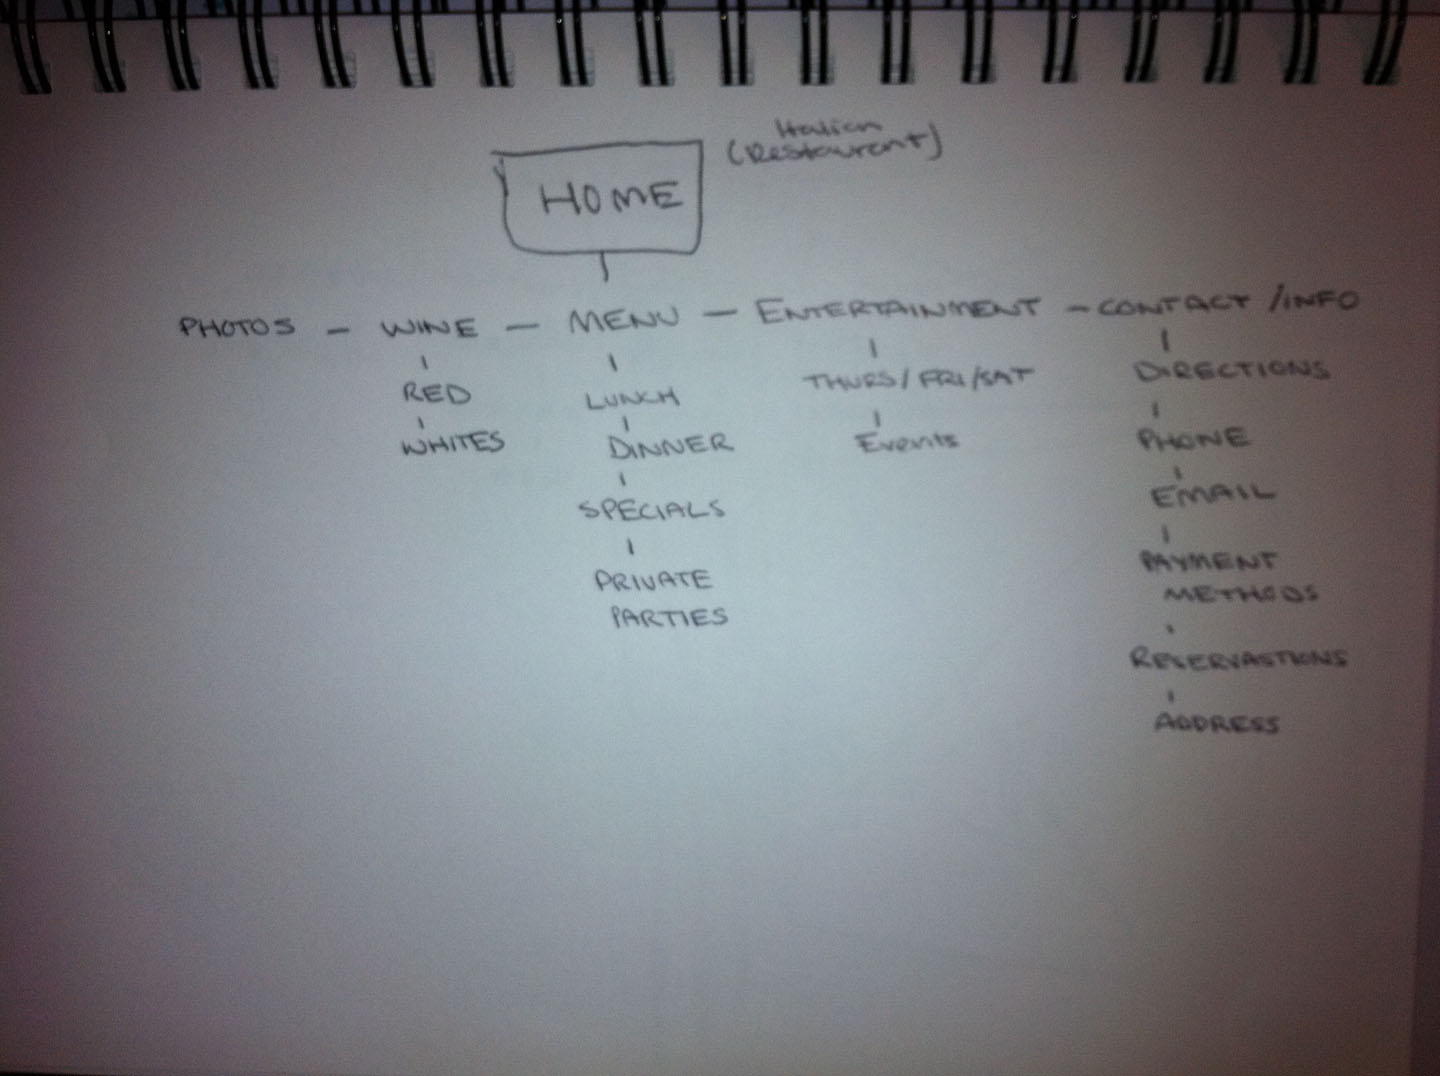 Italian
(Restaurant)
HOME
PHOTOS - WINE - MENU - ENTERTAINMENT - CONTACT /INFO
RED
WHITES
LUNCH
DINNER
SPECIALS
PRIVATE
PARTIES
THURS/FRI/SAT
Events
DIRECTIONS
PHONE
EMAIL
PAYMENT
METHODS
RESERVASTIONS
ADDRESS